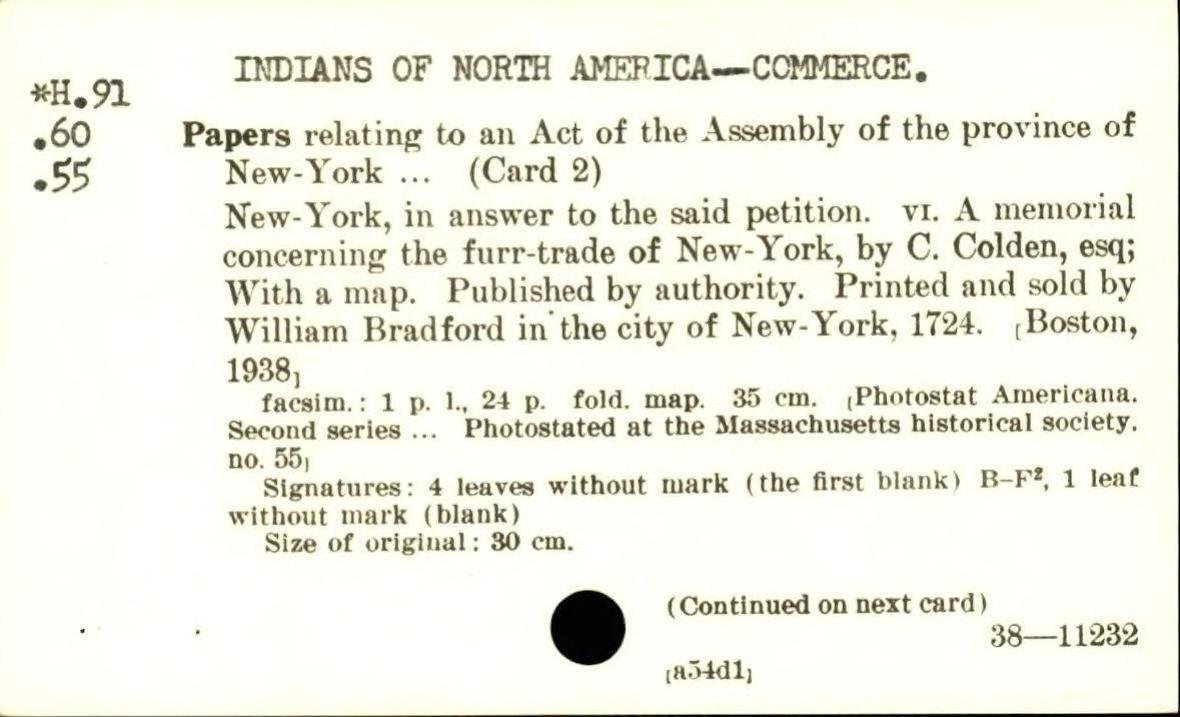 INDIANS OF NORTH AMERICA—COMMERCE.
*H.91
.60
.55
Papers relating to an Act of the Assembly of the province of
New-York ... (Card 2)
New-York, in answer to the said petition. VI. A memorial
concerning the furr-trade of New-York, by C. Colden, esq;
With a map. Published by authority. Printed and sold by
William Bradford in the city of New-York, 1724. [Boston,
1938]
facsim.: 1 p. l., 24 p. fold. map. 35 cm. [Photostat Americana.
Second series ... Photostated at the Massachusetts historical society.
no. 55]
Signatures: 4 leaves without mark (the first blank) B–F², 1 leaf
without mark (blank)
Size of original: 30 cm.
(Continued on next card)
38—11232
[a54d1]